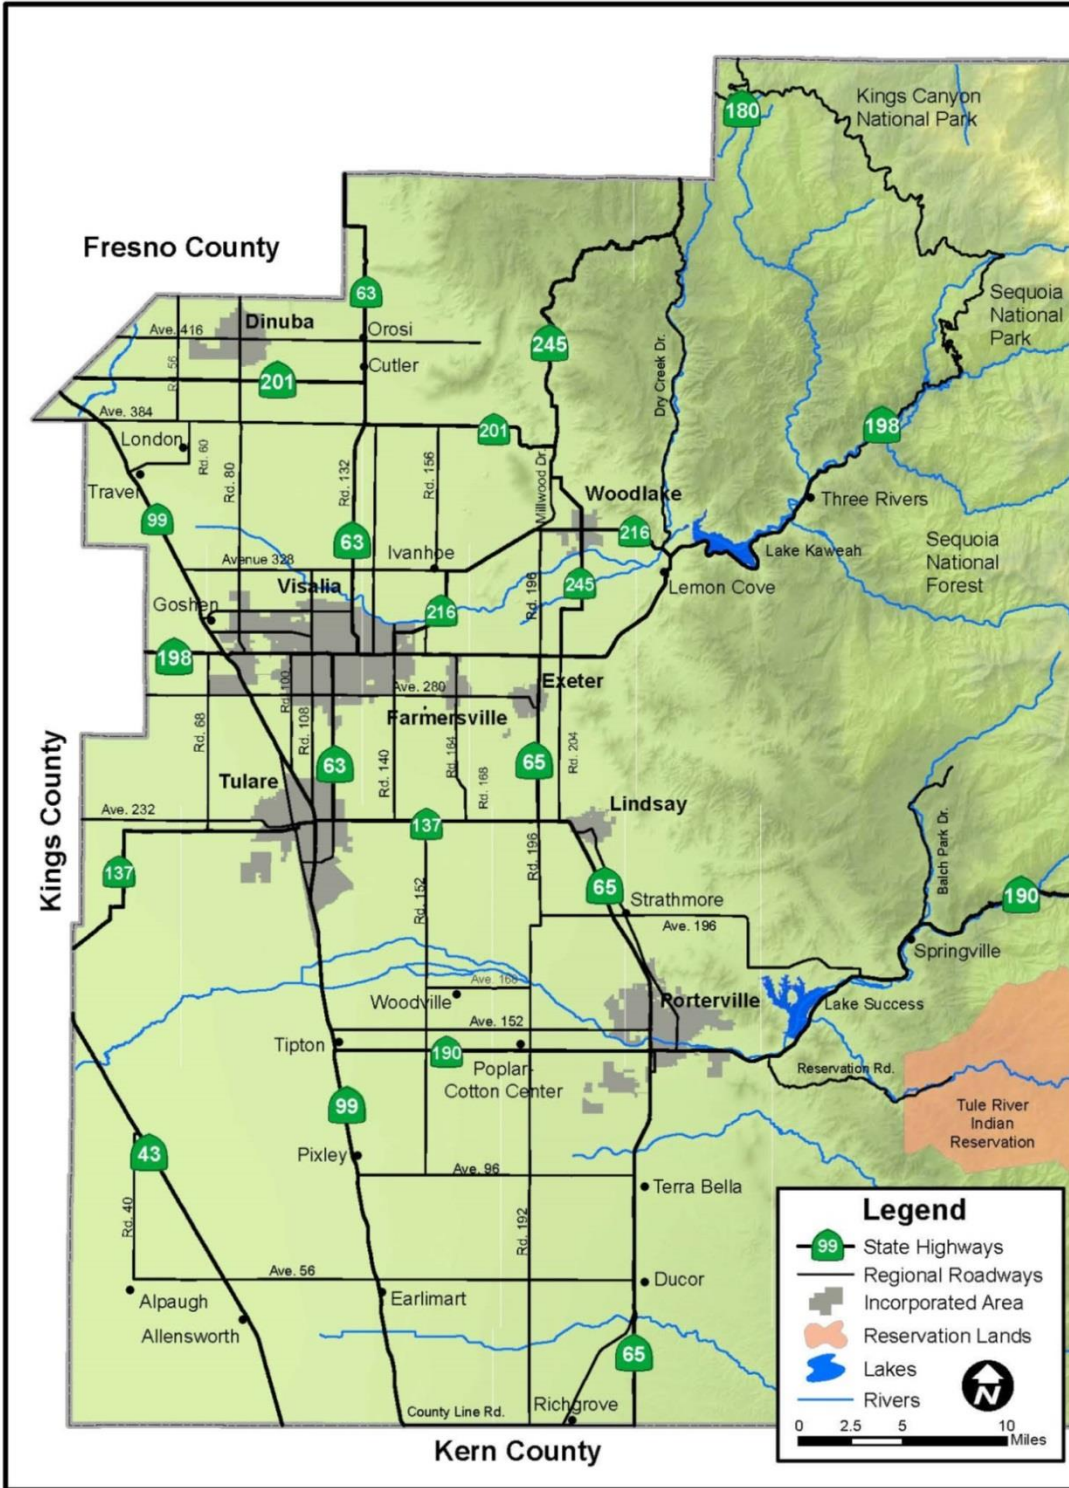 Kings Canyon
National Park
180
Fresno County
63
Dinuba
Orosi
Ave. 416
Sequoia
National
Park
245
Cutler
Rd. 56
201
Dry Creek Dr.
Ave. 384
201
198
London
Rd. 60
Rd. 80
Rd. 132
Rd. 156
Millwood Dr.
Traver
Woodlake
Three Rivers
99
63
216
Ivanhoe
Lake Kaweah
Sequoia
National
Forest
Avenue 328
Visalia
245
Lemon Cove
Rd. 196
Goshen
216
198
Exeter
Rd. 100
Ave. 280
Farmersville
Rd. 68
Rd. 108
Rd. 140
Rd. 164
Rd. 168
Rd. 204
63
65
Kings County
Tulare
Lindsay
Ave. 232
137
Rd. 196
Balch Park Dr.
137
Rd. 152
65
Strathmore
190
Ave. 196
Springville
Ave. 168
Woodville
Porterville
Lake Success
Ave. 152
Tipton
190
Poplar-
Cotton Center
Reservation Rd.
99
Tule River
Indian
Reservation
43
Pixley
Ave. 96
Terra Bella
Rd. 40
Rd. 192
Ave. 56
Ducor
Alpaugh
Earlimart
Allensworth
65
Richgrove
County Line Rd.
Kern County
Legend
99 State Highways
Regional Roadways
Incorporated Area
Reservation Lands
Lakes
Rivers
N
0 2.5 5 10
Miles